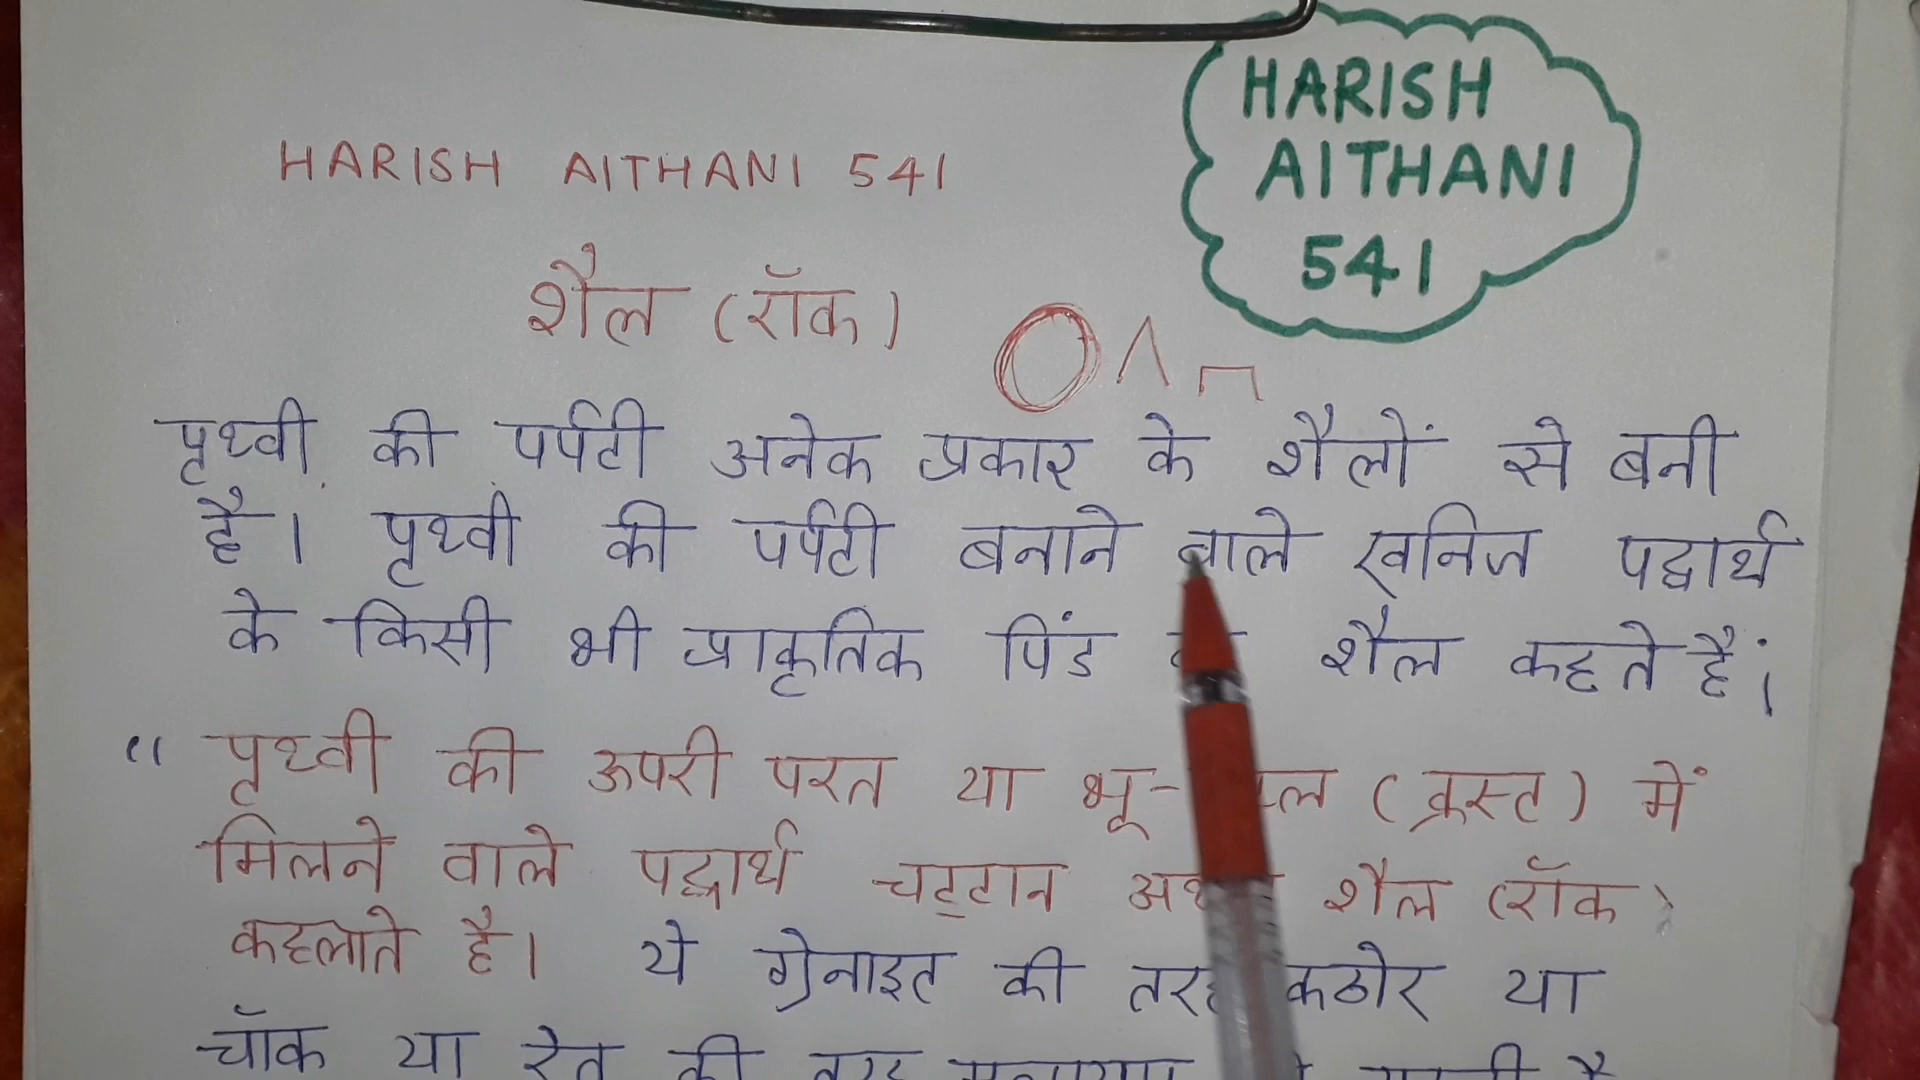 HARISH
AITHANI
541
HARISH AITHANI 541
शैल (रॉक)
पृथ्वी की पर्पटी अनेक प्रकार के शैलों से बनी
है। पृथ्वी की पर्पटी बनाने वाले खनिज पदार्थ
के किसी भी प्राकृतिक पिंड शैल कहते हैं।
" पृथ्वी की ऊपरी परत या भू- (क्रस्ट) में
मिलने वाले पदार्थ चट्टान शैल (रॉक)
कहलाते है। ये ग्रेनाइट की तरह कठोर या
चॉक या रेत की तरह